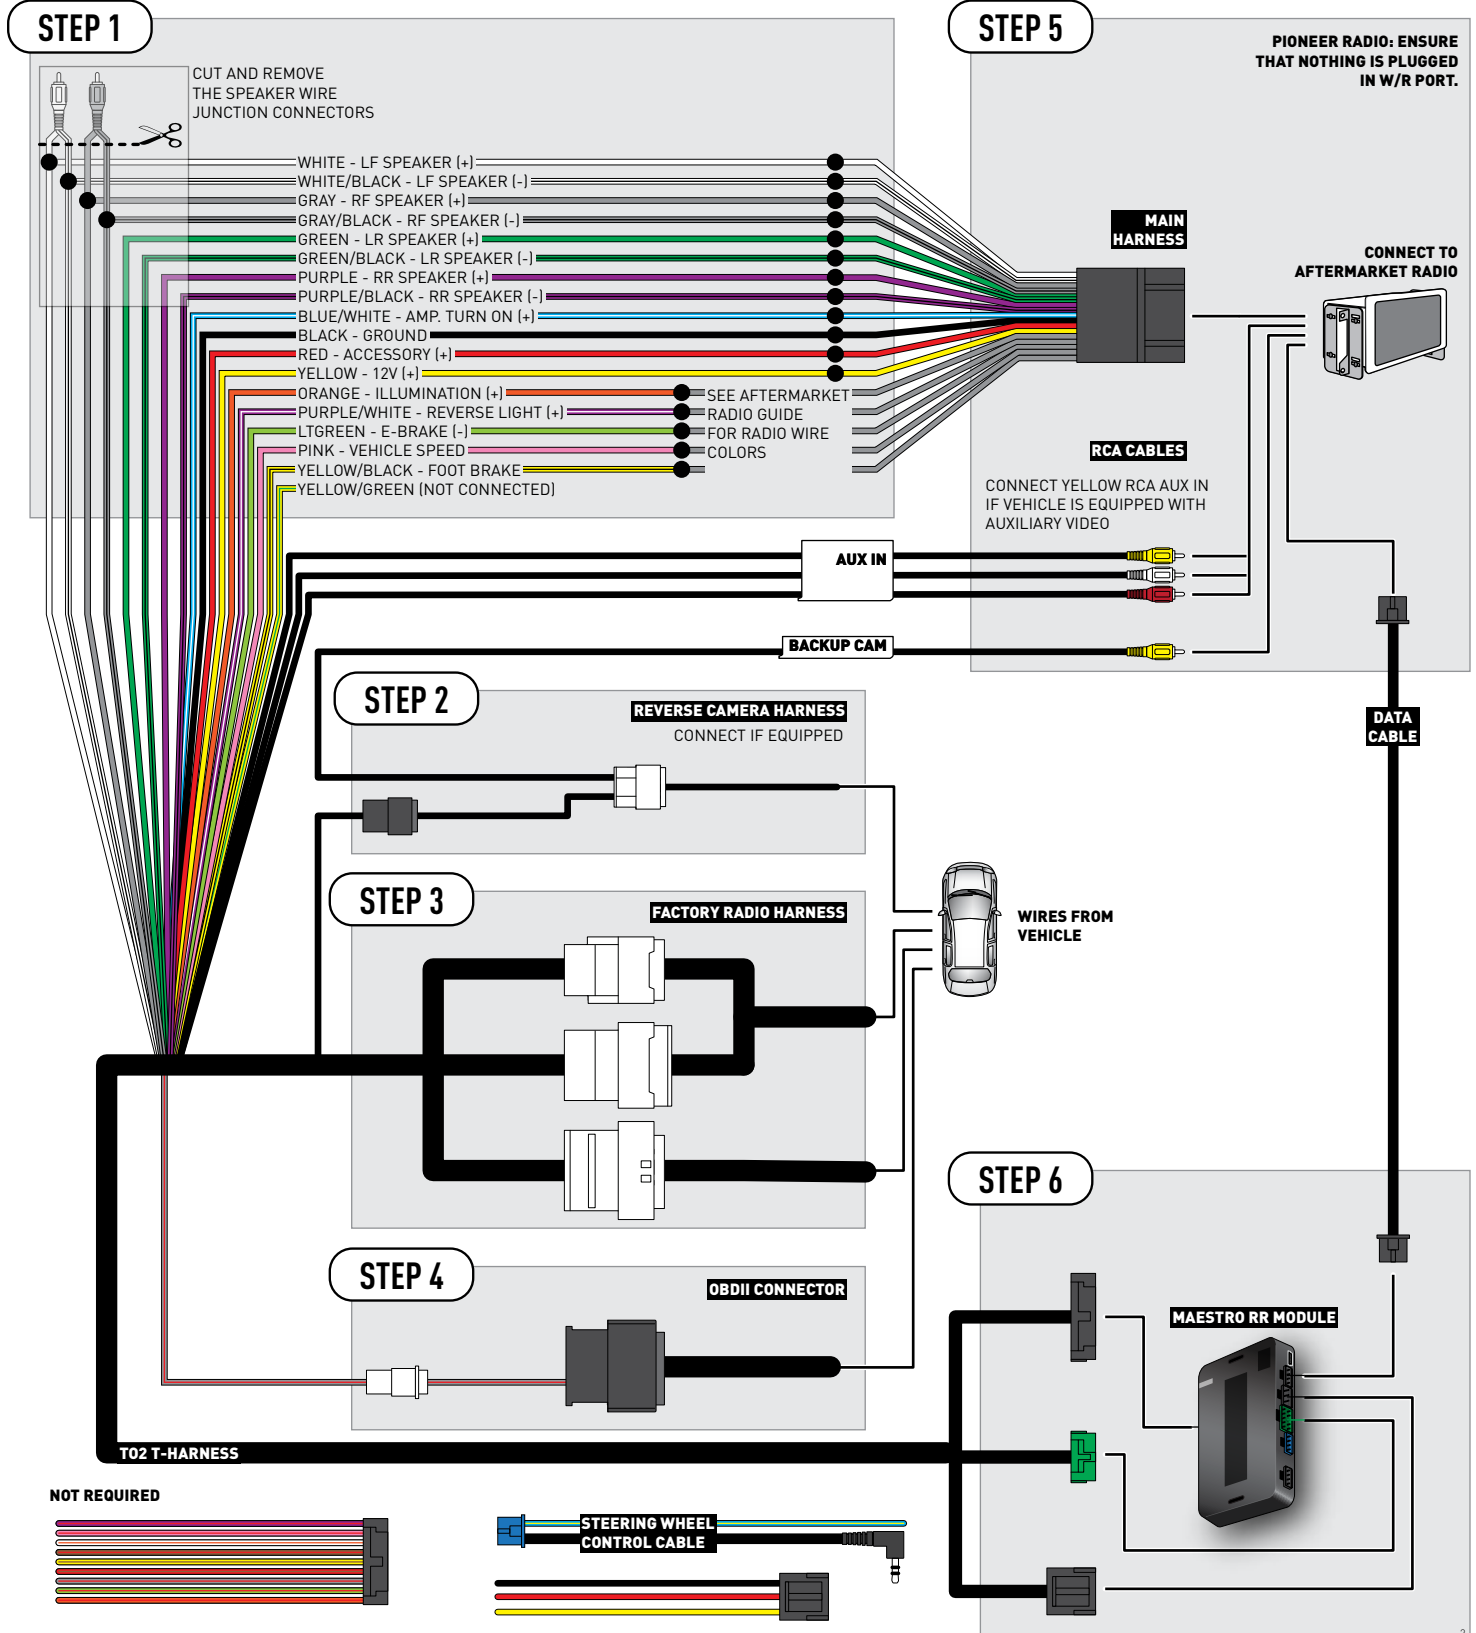 STEP 1
CUT AND REMOVE
THE SPEAKER WIRE
JUNCTION CONNECTORS
WHITE - LF SPEAKER (+)
WHITE/BLACK - LF SPEAKER (-)
GRAY - RF SPEAKER (+)
GRAY/BLACK - RF SPEAKER (-)
GREEN - LR SPEAKER (+)
GREEN/BLACK - LR SPEAKER (-)
PURPLE - RR SPEAKER (+)
PURPLE/BLACK - RR SPEAKER (-)
BLUE/WHITE - AMP. TURN ON (+)
BLACK - GROUND
RED - ACCESSORY (+)
YELLOW - 12V (+)
ORANGE - ILLUMINATION (+)
PURPLE/WHITE - REVERSE LIGHT (+)
LTGREEN - E-BRAKE (-)
PINK - VEHICLE SPEED
YELLOW/BLACK - FOOT BRAKE
YELLOW/GREEN (NOT CONNECTED)
SEE AFTERMARKET
RADIO GUIDE
FOR RADIO WIRE
COLORS
STEP 5
PIONEER RADIO: ENSURE
THAT NOTHING IS PLUGGED
IN W/R PORT.
MAIN
HARNESS
CONNECT TO
AFTERMARKET RADIO
RCA CABLES
CONNECT YELLOW RCA AUX IN
IF VEHICLE IS EQUIPPED WITH
AUXILIARY VIDEO
AUX IN
BACKUP CAM
STEP 2
REVERSE CAMERA HARNESS
CONNECT IF EQUIPPED
DATA
CABLE
STEP 3
FACTORY RADIO HARNESS
WIRES FROM
VEHICLE
STEP 4
OBDII CONNECTOR
STEP 6
MAESTRO RR MODULE
T02 T-HARNESS
NOT REQUIRED
STEERING WHEEL
CONTROL CABLE